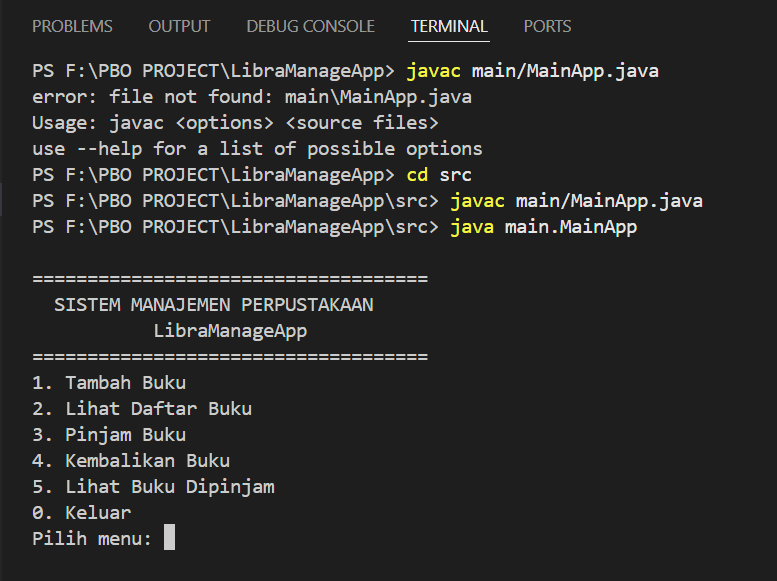 PROBLEMS OUTPUT DEBUG CONSOLE TERMINAL PORTS
PS F:\PBO PROJECT\LibraManageApp> javac main/MainApp.java
error: file not found: main\MainApp.java
Usage: javac <options> <source files>
use --help for a list of possible options
PS F:\PBO PROJECT\LibraManageApp> cd src
PS F:\PBO PROJECT\LibraManageApp\src> javac main/MainApp.java
PS F:\PBO PROJECT\LibraManageApp\src> java main.MainApp
====================================
SISTEM MANAJEMEN PERPUSTAKAAN
LibraManageApp
====================================
1. Tambah Buku
2. Lihat Daftar Buku
3. Pinjam Buku
4. Kembalikan Buku
5. Lihat Buku Dipinjam
0. Keluar
Pilih menu: